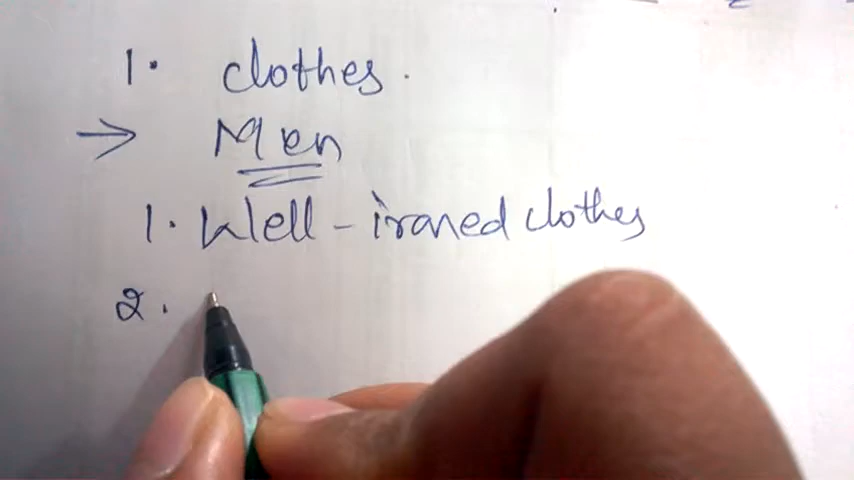 1. clothes.
→ Men
1. Well-ironed clothes
2.